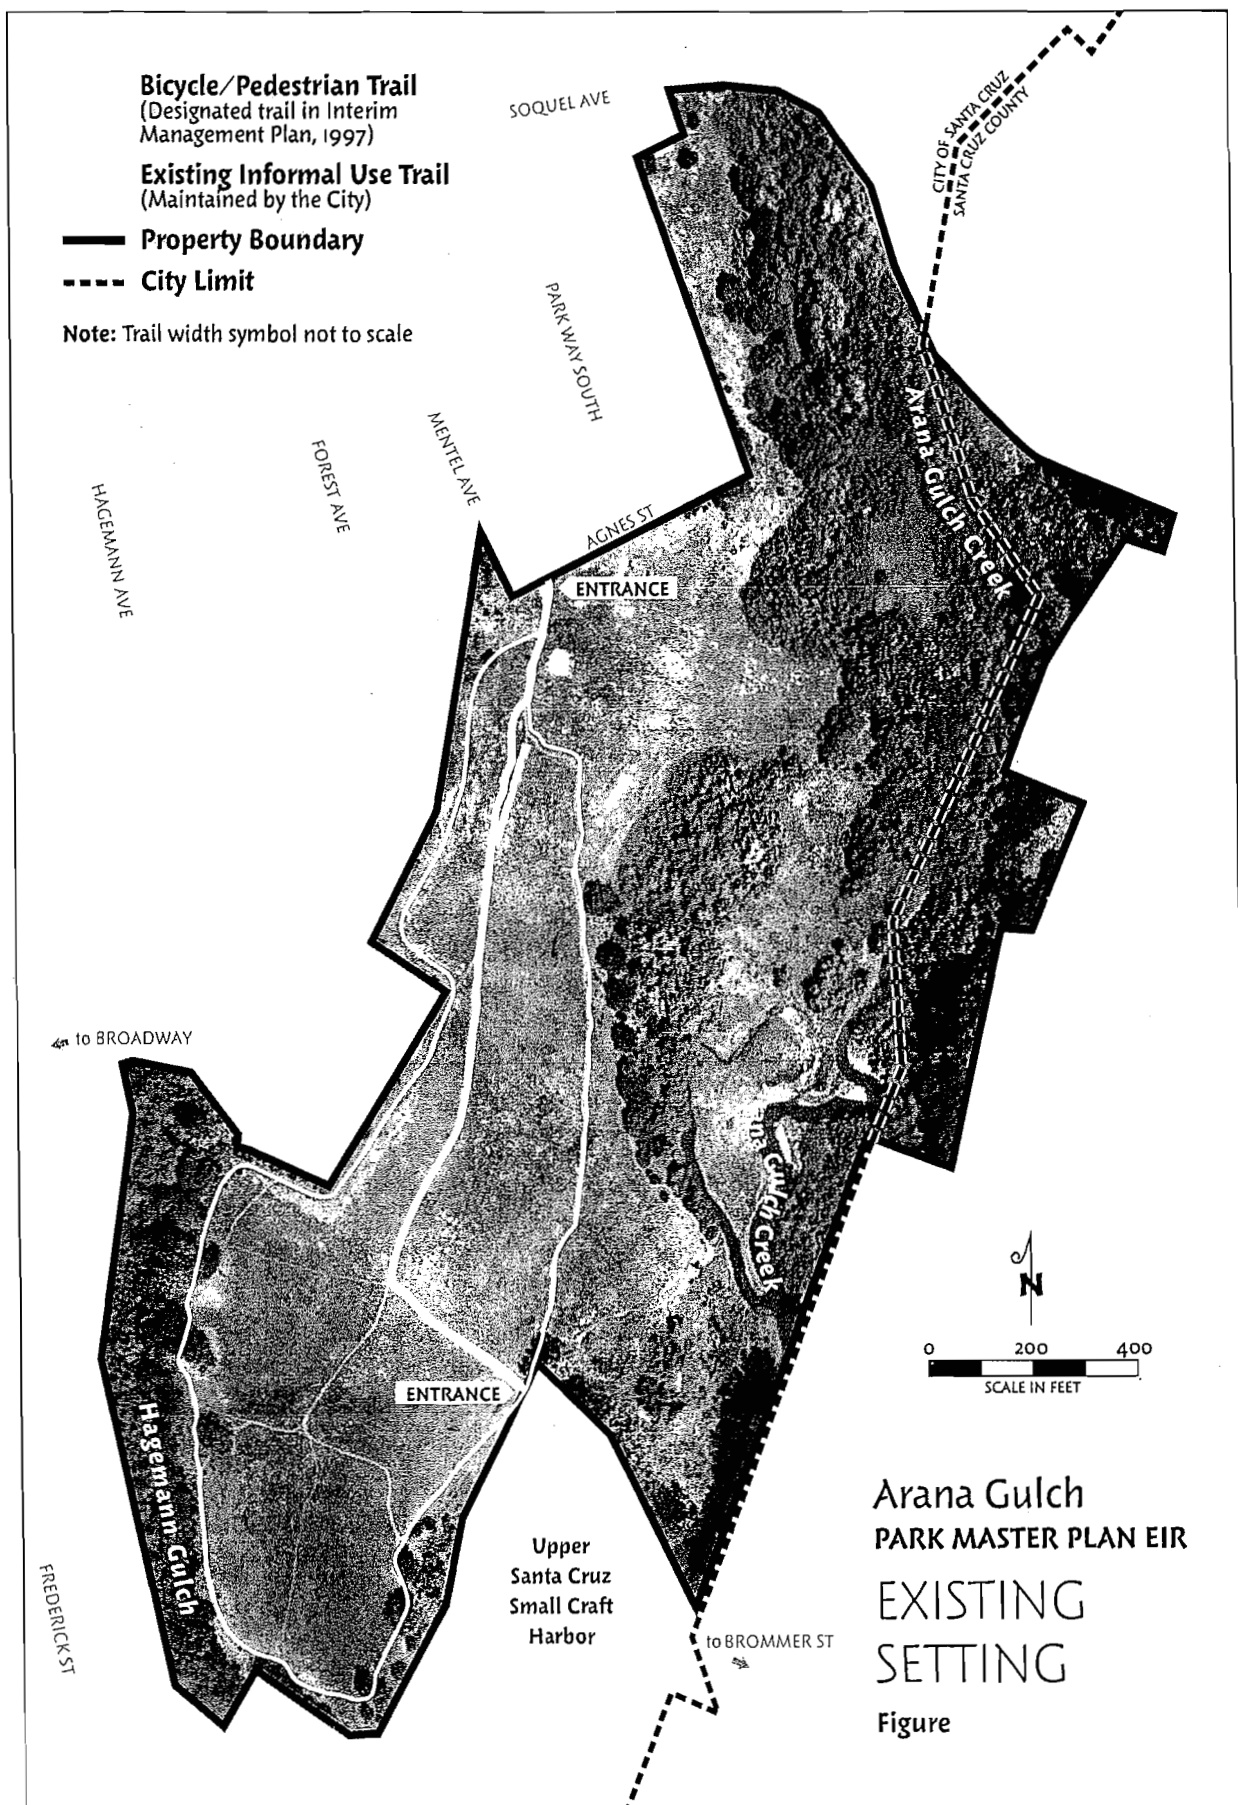 Bicycle/Pedestrian Trail
(Designated trail in Interim
Management Plan, 1997)
Existing Informal Use Trail
(Maintained by the City)
Property Boundary
City Limit
Note: Trail width symbol not to scale
SOQUEL AVE
CITY OF SANTA CRUZ
SANTA CRUZ COUNTY
PARK WAY SOUTH
MENTEL AVE
FOREST AVE
HAGEMANN AVE
AGNES ST
Arana Gulch Creek
ENTRANCE
to BROADWAY
na Gulch Creek
N
0 200 400
SCALE IN FEET
ENTRANCE
Hagemann Gulch
Upper
Santa Cruz
Small Craft
Harbor
FREDERICK ST
to BROMMER ST
Arana Gulch
PARK MASTER PLAN EIR
EXISTING
SETTING
Figure